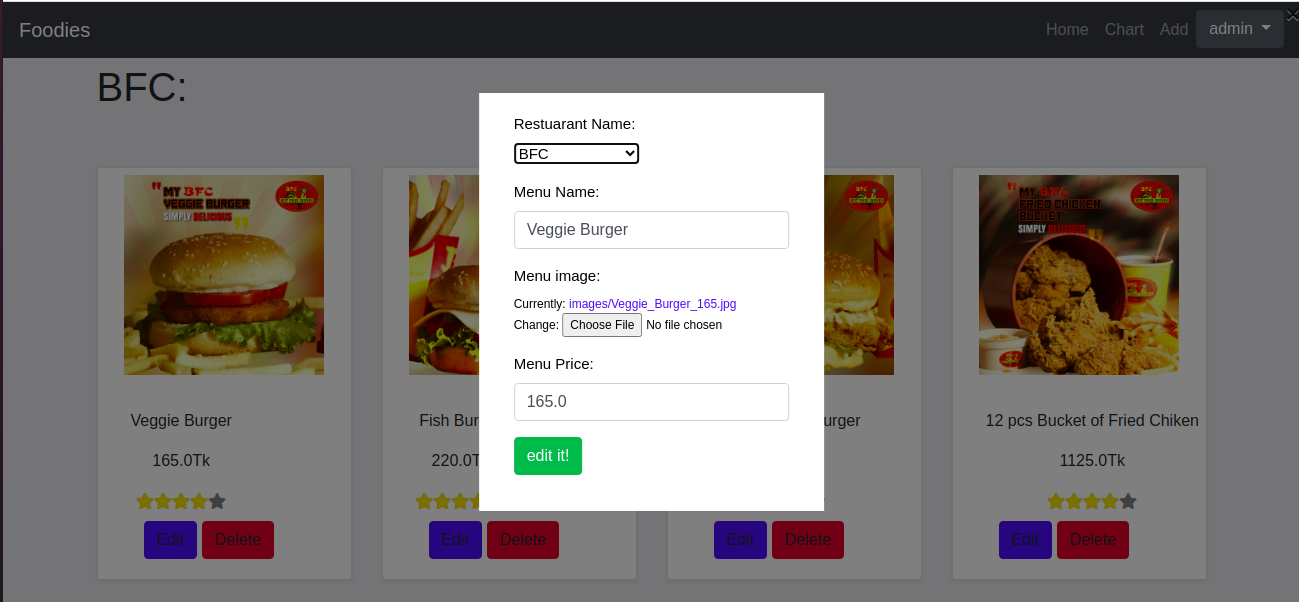 Foodies
Home Chart Add admin
BFC:
Restuarant Name:
BFC
Menu Name:
Veggie Burger
Menu image:
Currently: images/Veggie_Burger_165.jpg
Change: Choose File No file chosen
Menu Price:
165.0
edit it!
MY BFC
VEGGIE BURGER
SIMPLY DELICIOUS
MY BFC
FRIED CHICKEN
BUCKET
SIMPLY DELICIOUS
Veggie Burger
Fish Bur
urger
12 pcs Bucket of Fried Chiken
165.0Tk
220.0T
1125.0Tk
Edit Delete
Edit Delete
Edit Delete
Edit Delete